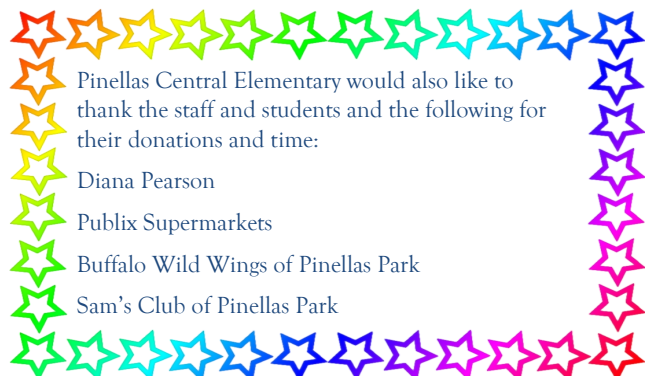 Pinellas Central Elementary would also like to
thank the staff and students and the following for
their donations and time:
Diana Pearson
Publix Supermarkets
Buffalo Wild Wings of Pinellas Park
Sam's Club of Pinellas Park